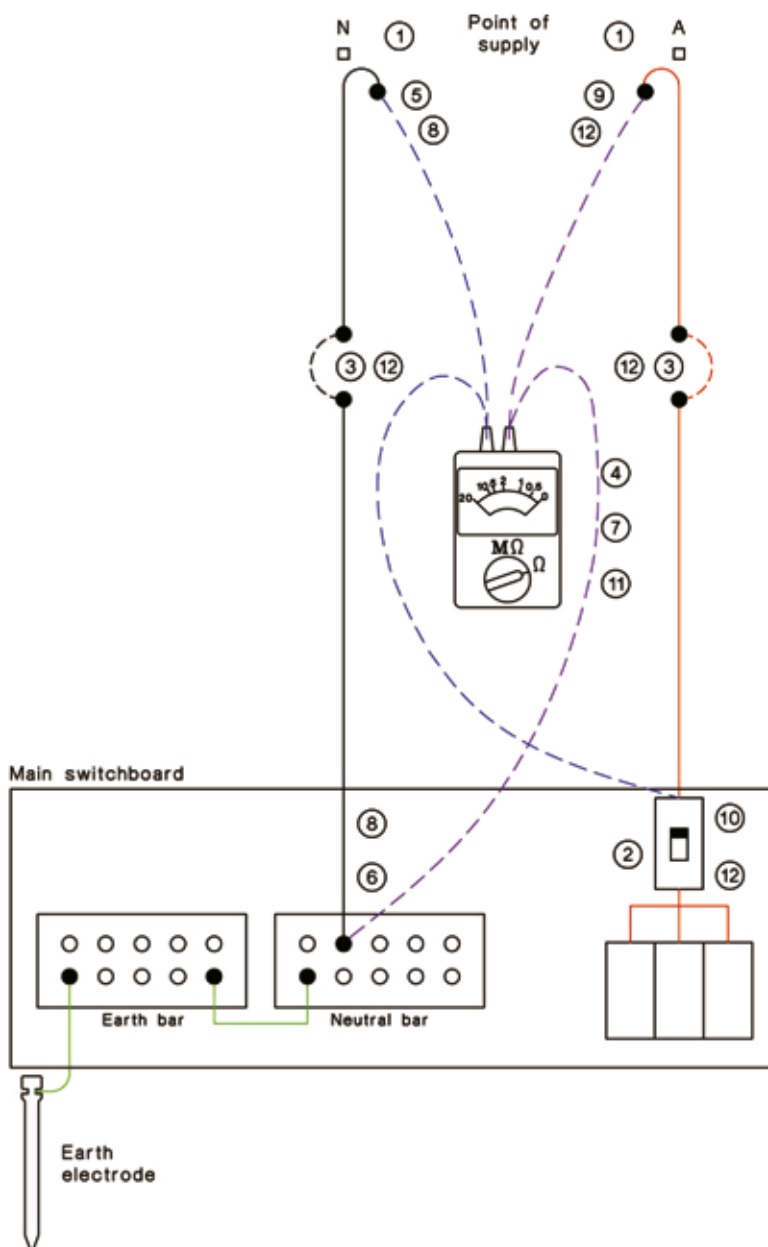 N ① Point of supply ① A
⑤ ⑨
⑧ ⑫
③ ⑫ ⑫ ③
④
20 10 5 2 1 0.5 0
⑦
MΩ
Ω
⑪
Main switchboard
⑧ ⑩
② 
⑥ ⑫
Earth bar Neutral bar
Earth
electrode